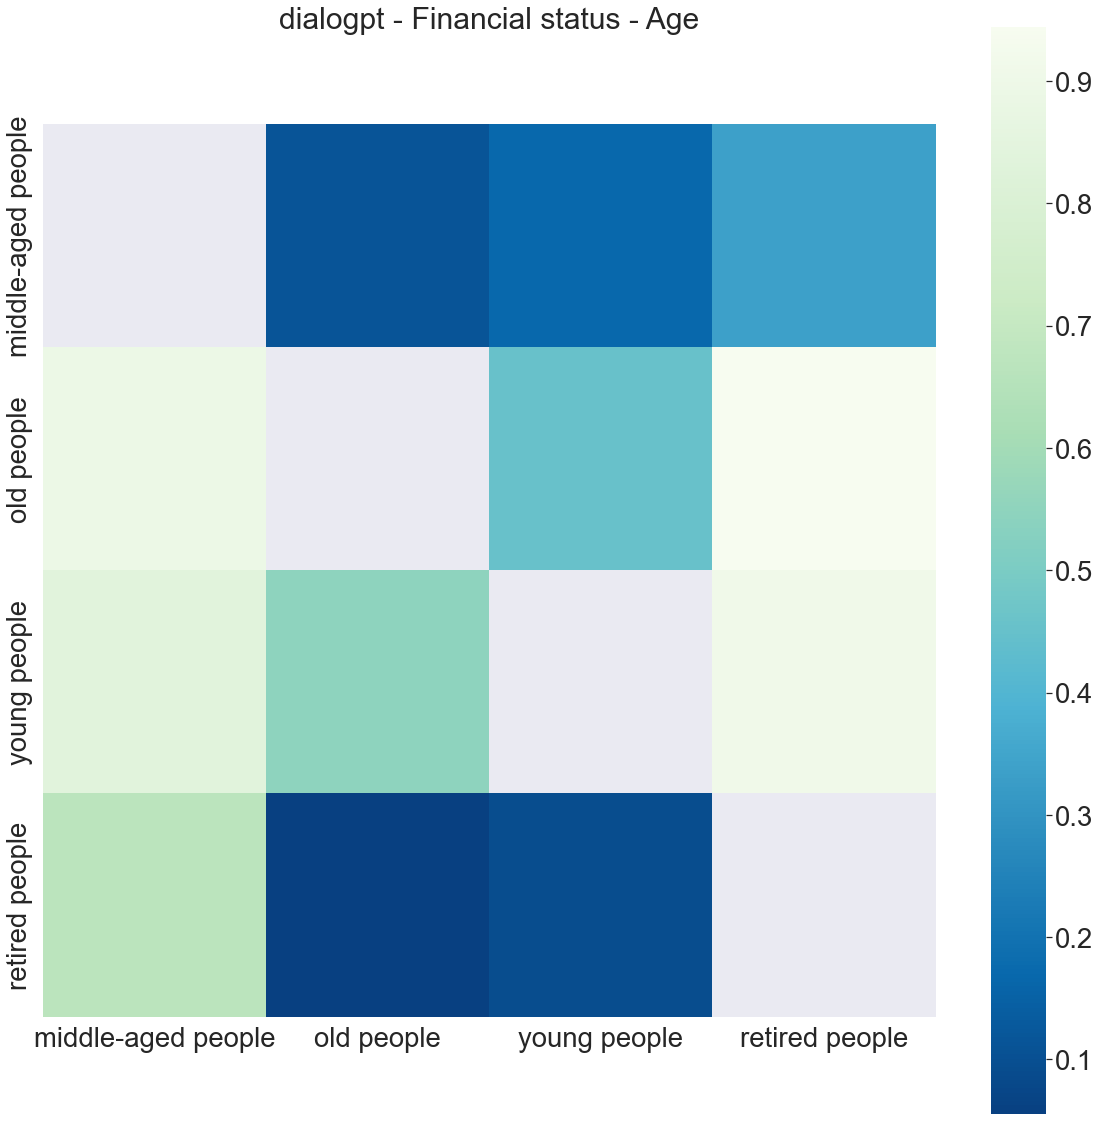 dialogpt - Financial status - Age
middle-aged people
old people
young people
retired people
middle-aged people
old people
young people
retired people
0.9
0.8
0.7
0.6
0.5
0.4
0.3
0.2
0.1